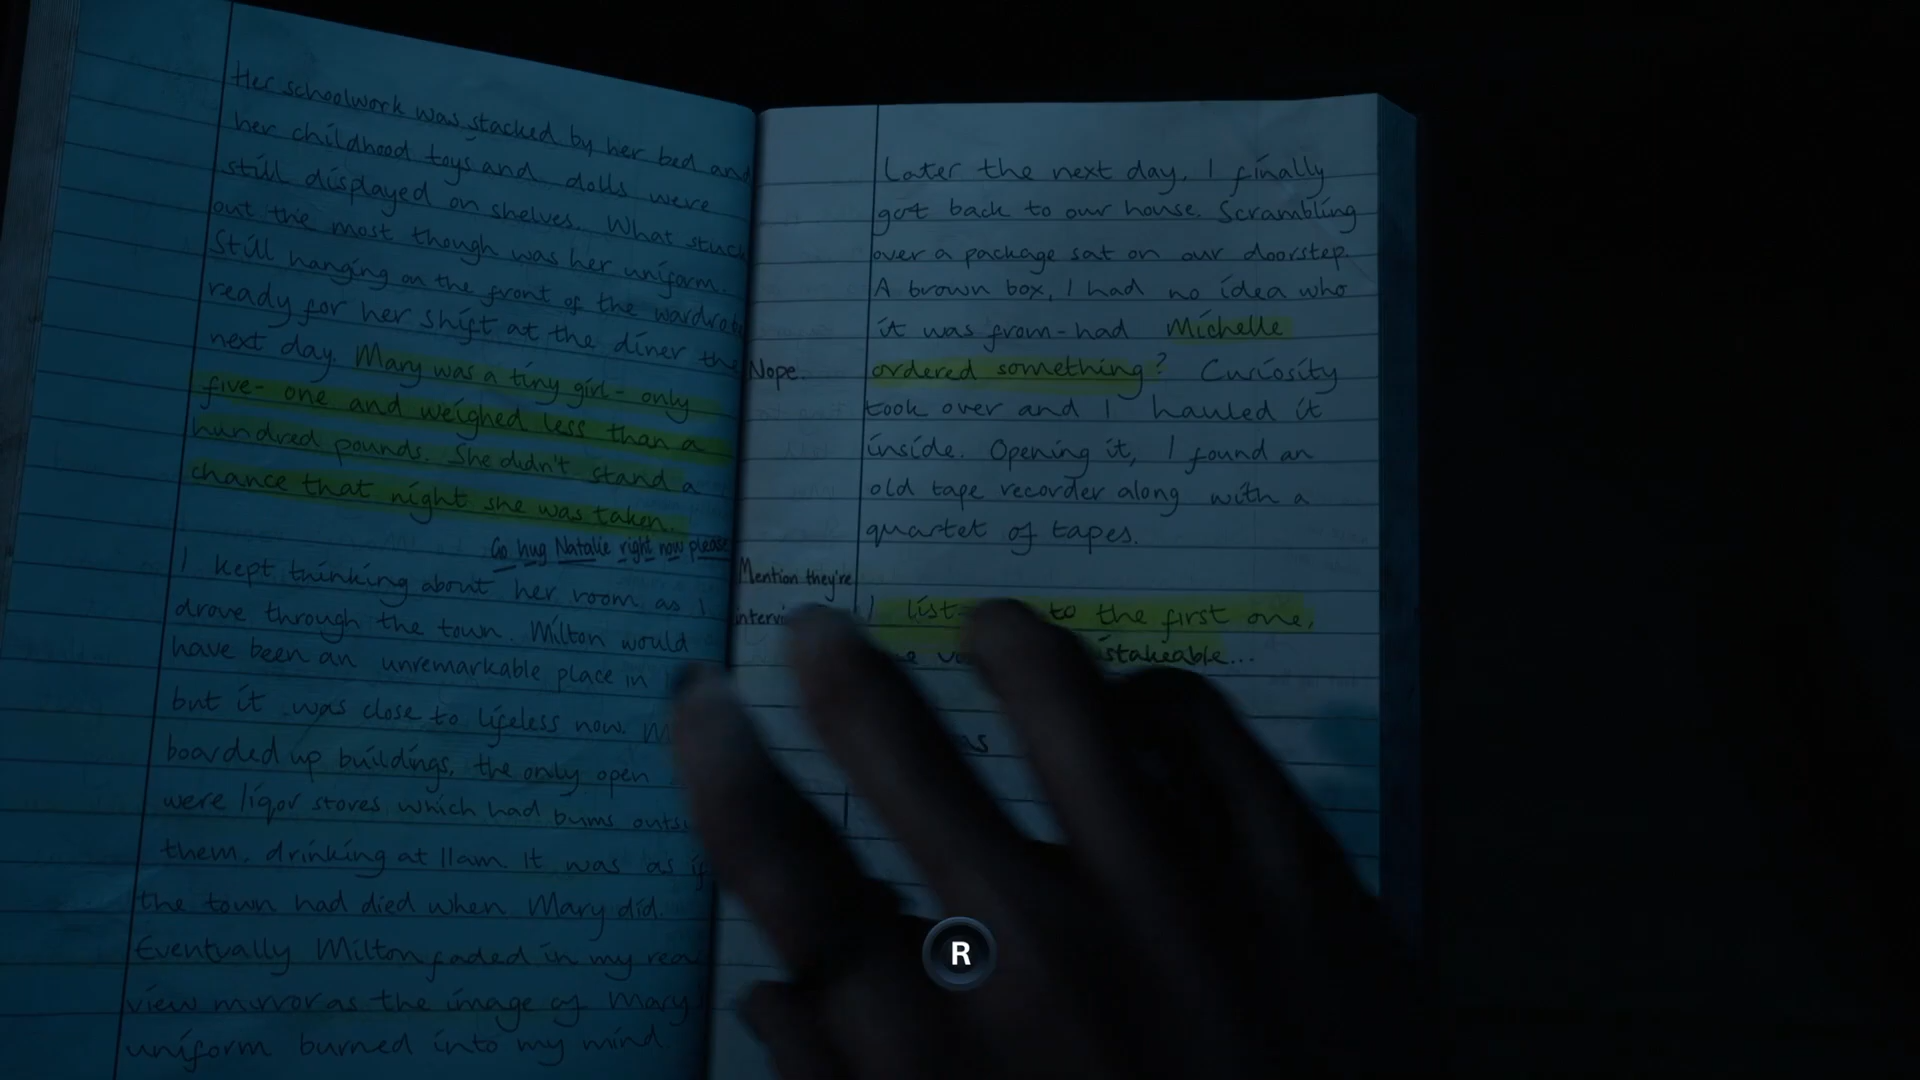 Her schoolwork was stacked by her bed and
her childhood toys and dolls were
still displayed on shelves. What stuck
out the most though was her uniform.
Still hanging on the front of the wardrobe
ready for her shift at the diner the
next day. Mary was a tiny girl - only
five-one and weighed less than a
hundred pounds. She didn't stand a
chance that night she was taken.
Go hug Natalie right now please
I kept thinking about her room as I
drove through the town. Milton would
have been an unremarkable place in
but it was close to lifeless now.
boarded up buildings, the only open
were liqor stores which had bums
them, drinking at 11am. It was as if
the town had died when Mary did.
Eventually Milton faded in my
view mirror as the image of Mary
uniform burned into my mind.
Later the next day, I finally
got back to our house. Scrambling
over a package sat on our doorstep.
A brown box, I had no idea who
it was from - had Michelle
ordered something? Curiosity
Nope.
took over and I hauled it
inside. Opening it, I found an
old tape recorder along with a
quartet of tapes.
Mention they're
I to the first one,
R